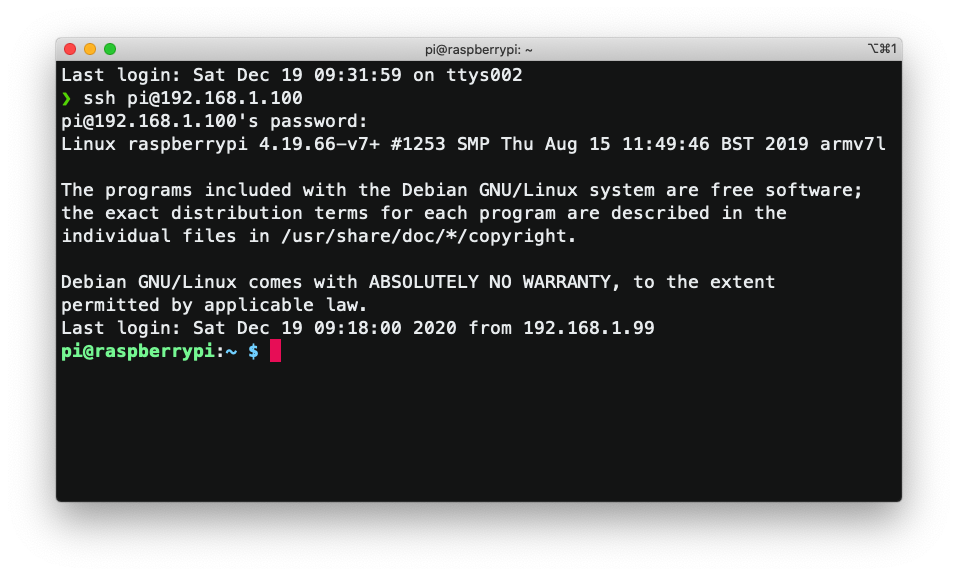 pi@raspberrypi: ~
⌥⌘1
Last login: Sat Dec 19 09:31:59 on ttys002
❯ ssh pi@192.168.1.100
pi@192.168.1.100's password:
Linux raspberrypi 4.19.66-v7+ #1253 SMP Thu Aug 15 11:49:46 BST 2019 armv7l
The programs included with the Debian GNU/Linux system are free software;
the exact distribution terms for each program are described in the
individual files in /usr/share/doc/*/copyright.
Debian GNU/Linux comes with ABSOLUTELY NO WARRANTY, to the extent
permitted by applicable law.
Last login: Sat Dec 19 09:18:00 2020 from 192.168.1.99
pi@raspberrypi:~ $